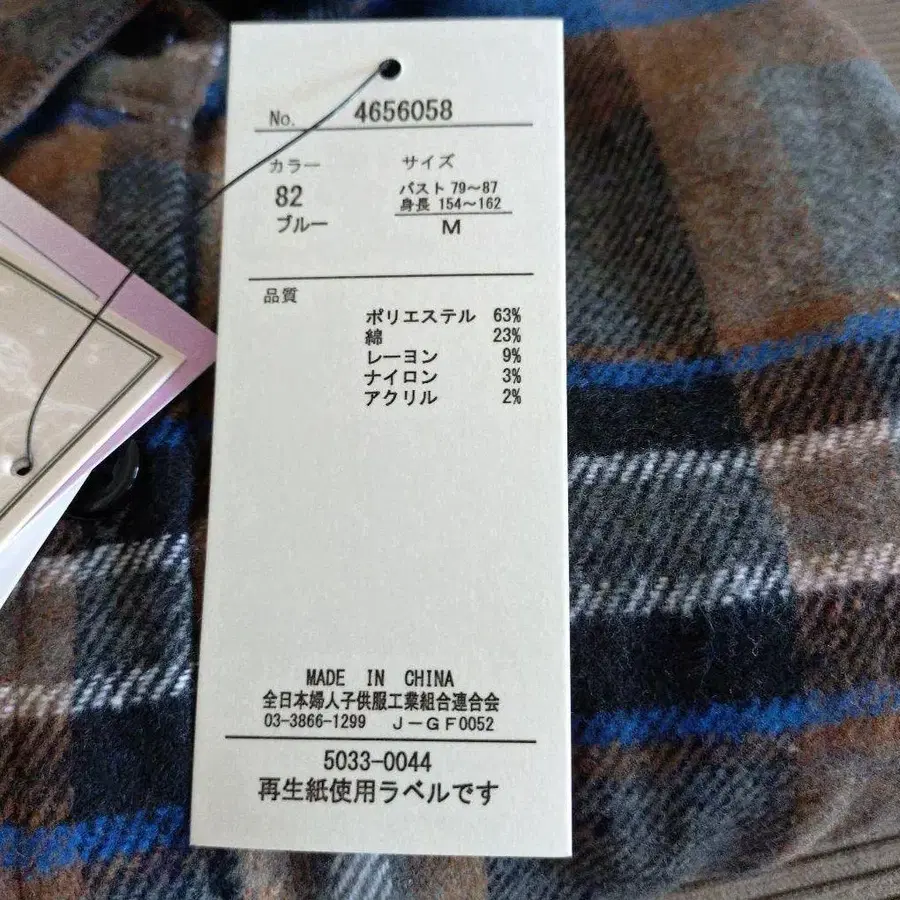 No. 4656058
カラー サイズ
82 バスト 79～87
ブルー 身長 154～162
M
品質
ポリエステル 63%
綿 23%
レーヨン 9%
ナイロン 3%
アクリル 2%
MADE IN CHINA
全日本婦人子供服工業組合連合会
03-3866-1299 J-GF0052
5033-0044
再生紙使用ラベルです